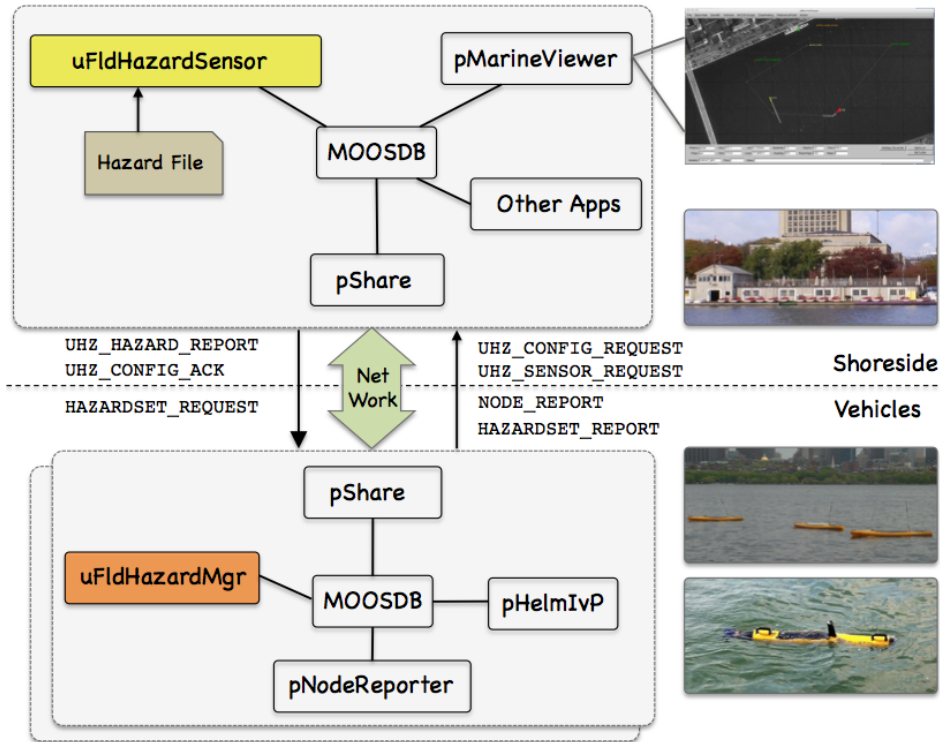 uFldHazardSensor
pMarineViewer
Hazard File
MOOSDB
Other Apps
pShare
UHZ_HAZARD_REPORT
UHZ_CONFIG_ACK
HAZARDSET_REQUEST
Net
Work
UHZ_CONFIG_REQUEST
UHZ_SENSOR_REQUEST
NODE_REPORT
HAZARDSET_REPORT
Shoreside
Vehicles
pShare
uFldHazardMgr
MOOSDB
pHelmIvP
pNodeReporter